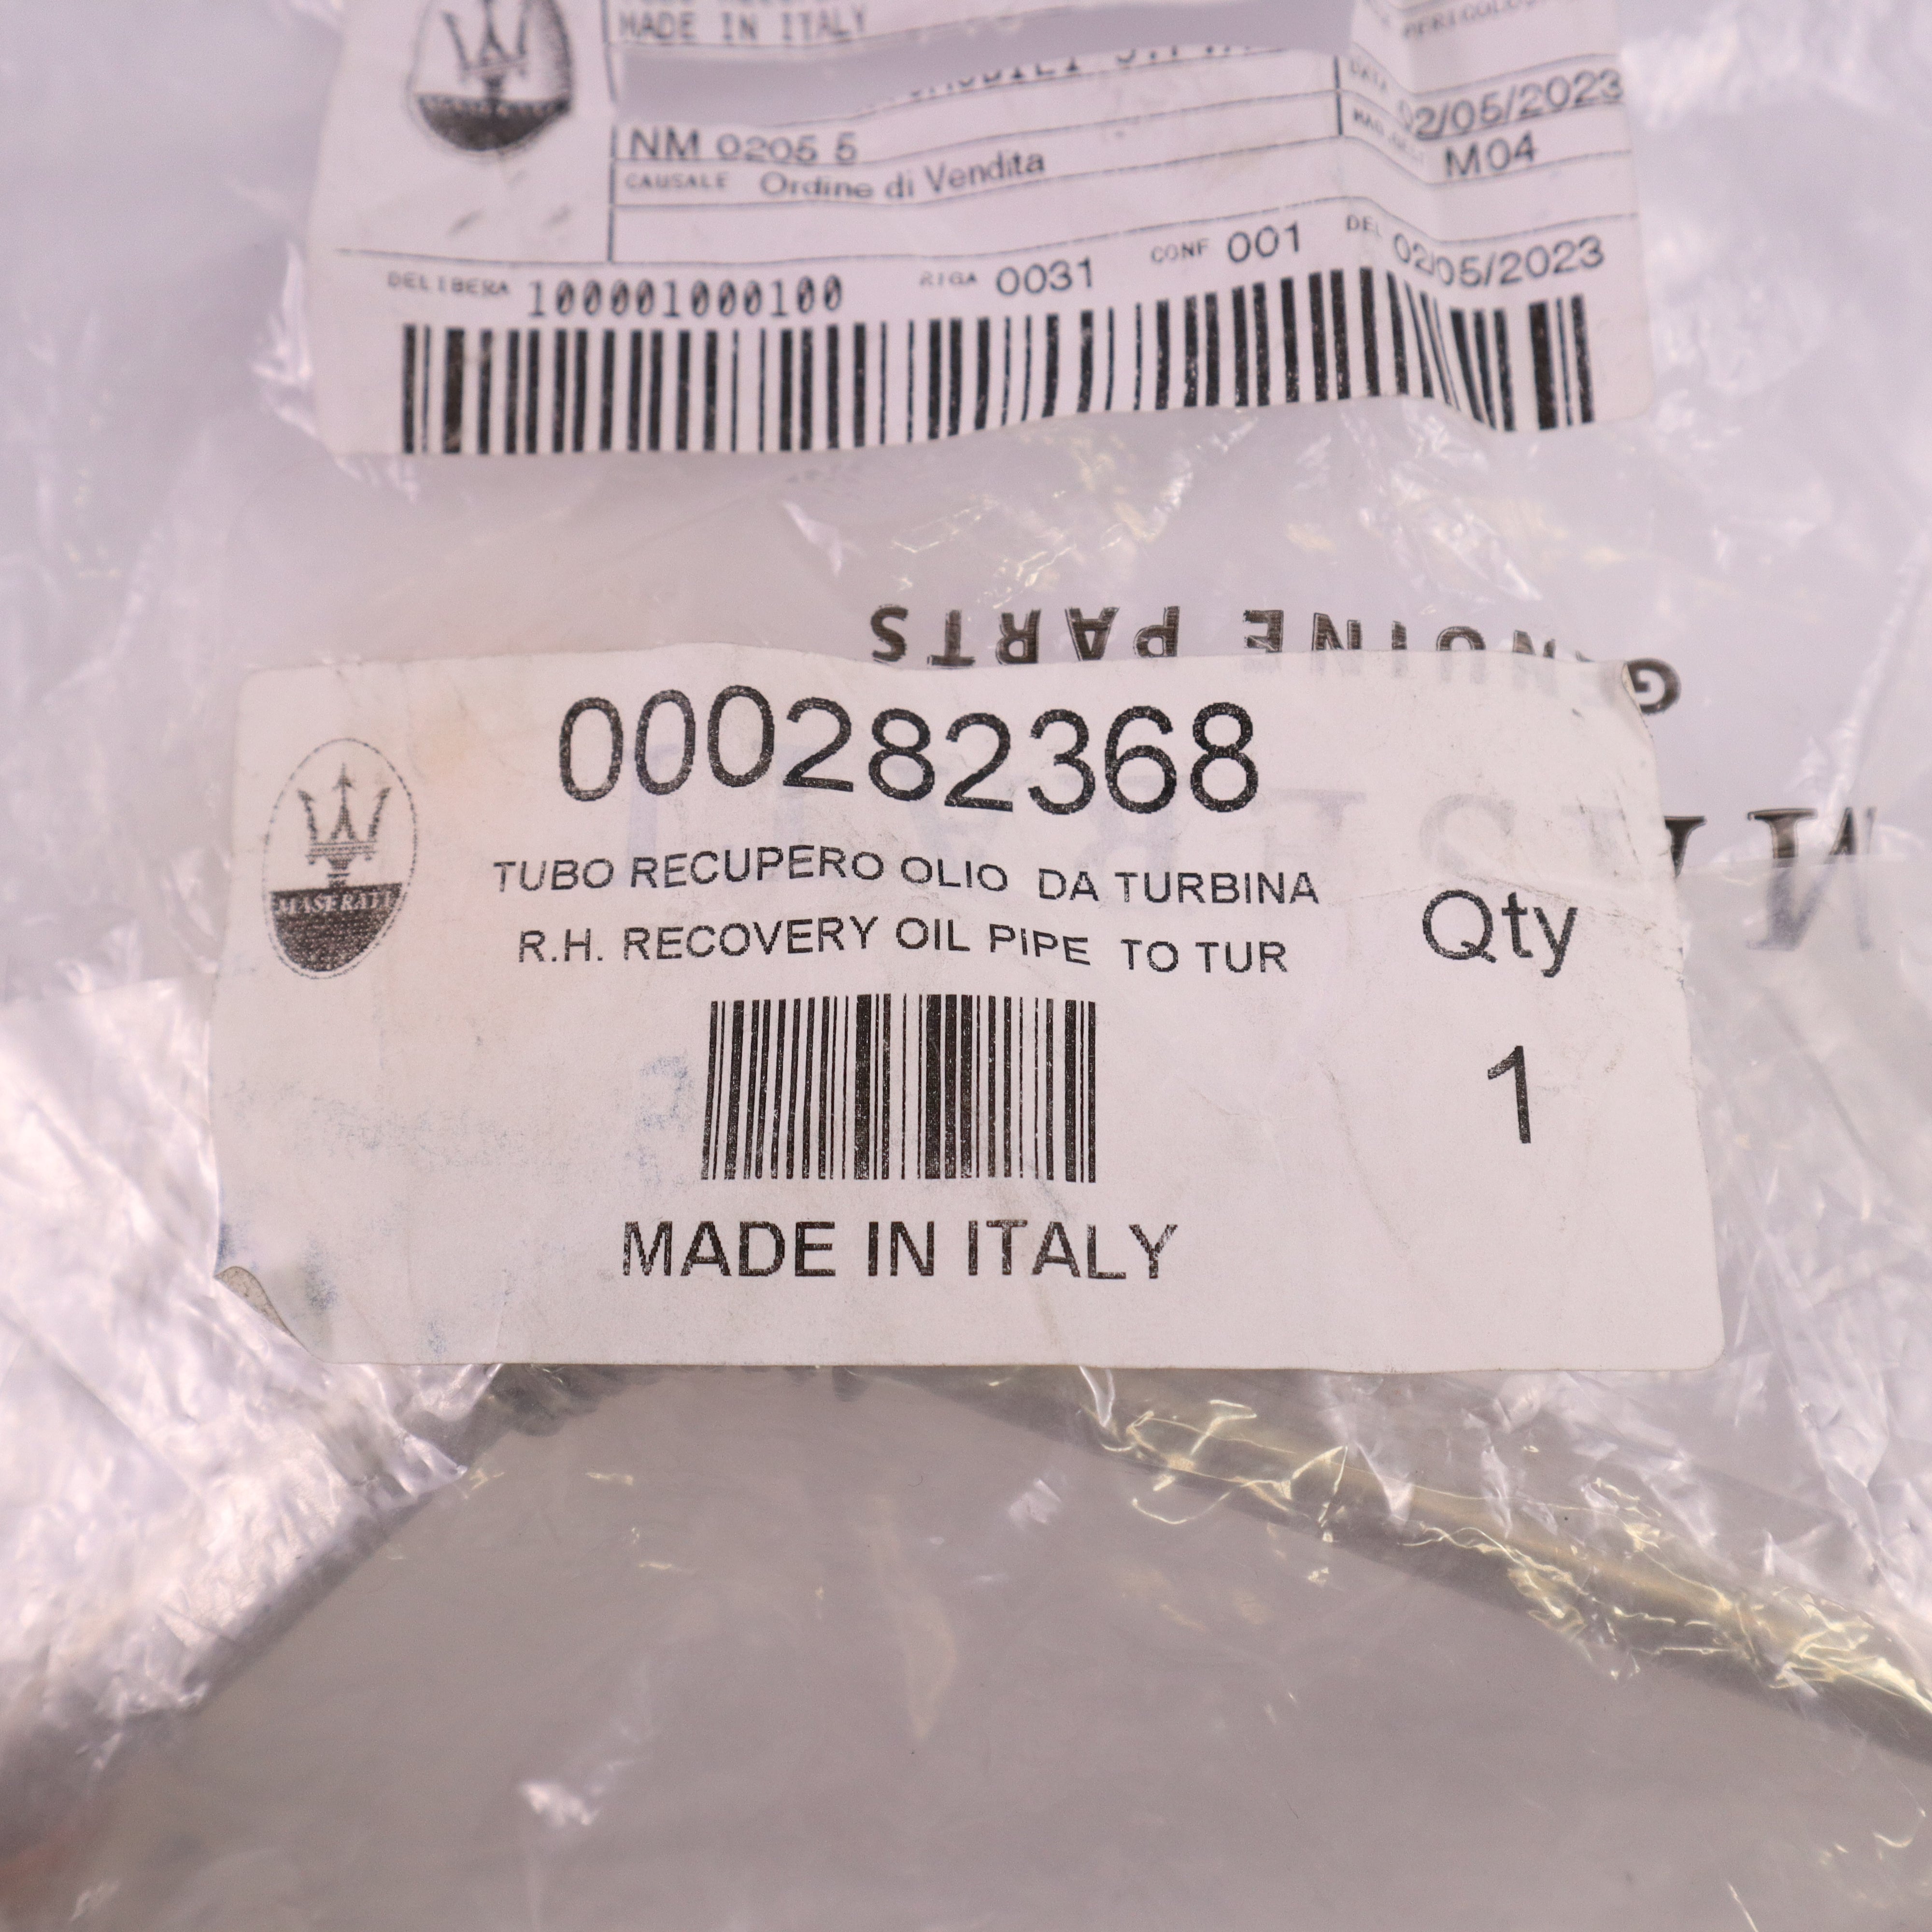 MADE IN ITALY
DATA 02/05/2023
NM 0205 5
M04
CAUSALE Ordine di Vendita
DELIBERA 100001000100 RIGA 0031 CONF 001 DEL 02/05/2023
GENUINE PARTS
000282368
MASERATI
TUBO RECUPERO OLIO DA TURBINA
R.H. RECOVERY OIL PIPE TO TUR
Qty
1
MADE IN ITALY